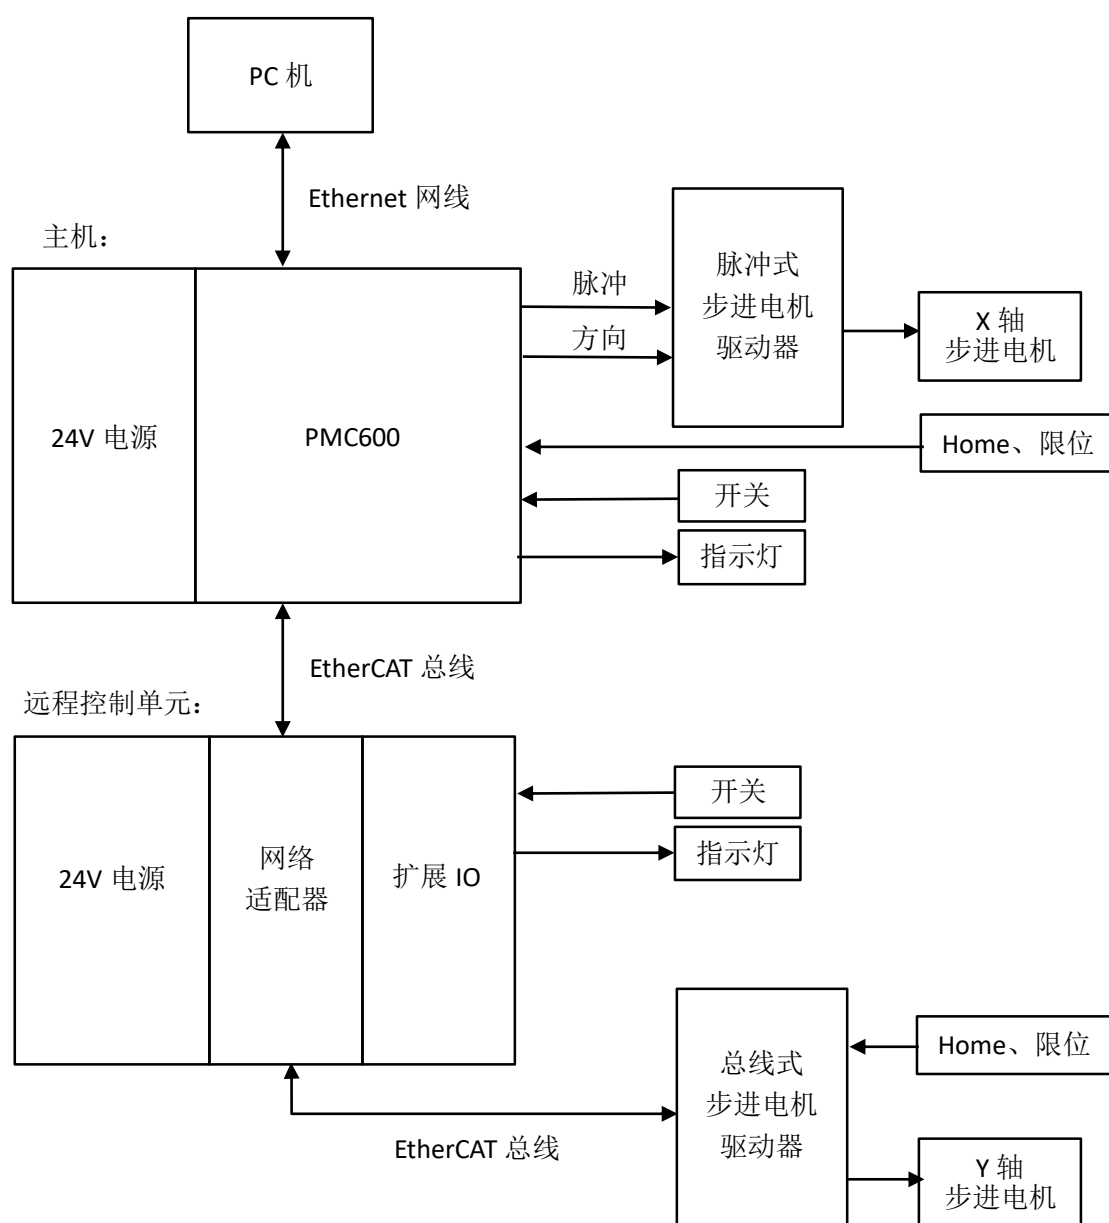 PC 机
Ethernet 网线
主机：
脉冲
方向
脉冲式
步进电机
驱动器
X 轴
步进电机
24V 电源
PMC600
Home、限位
开关
指示灯
EtherCAT 总线
远程控制单元：
24V 电源
网络
适配器
扩展 IO
开关
指示灯
总线式
步进电机
驱动器
Home、限位
EtherCAT 总线
Y 轴
步进电机